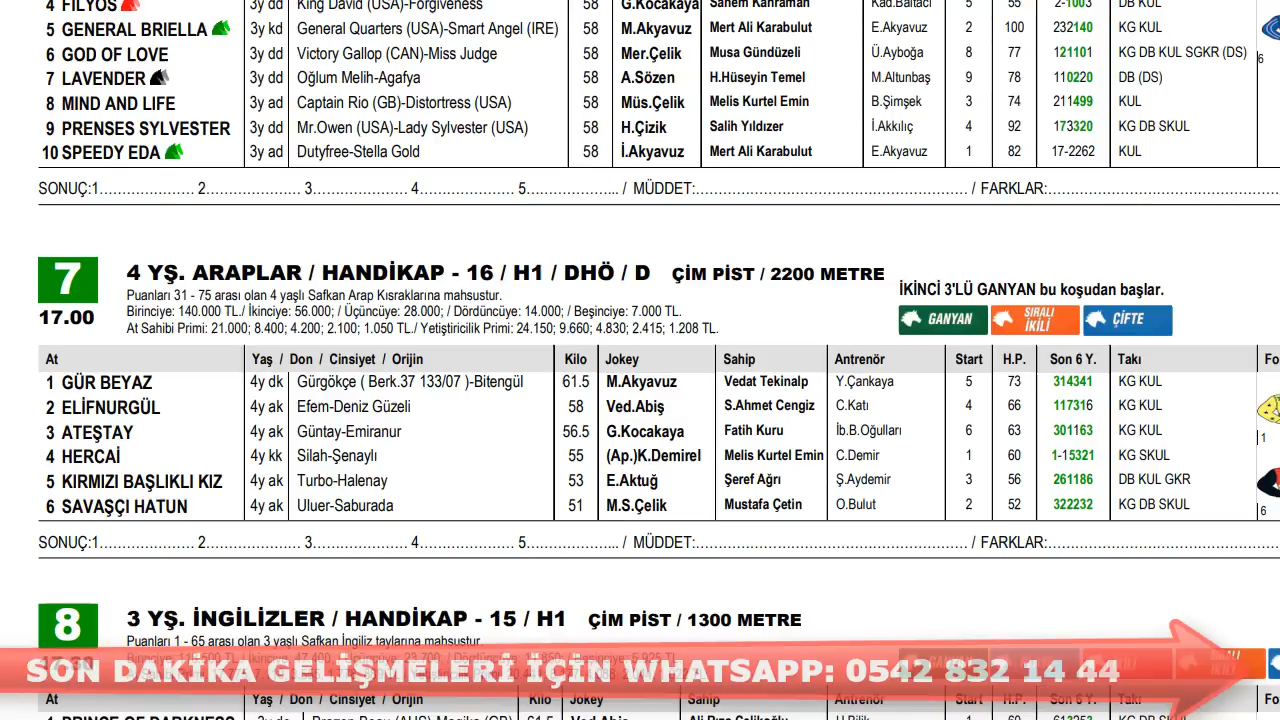 4 FILYOS 3y dd King David (USA)-Forgiveness 58 G.Kocakaya Sanem Kahraman Kad.Baltacı 5 55 2-1003 DB KUL
5 GENERAL BRIELLA 3y kd General Quarters (USA)-Smart Angel (IRE) 58 M.Akyavuz Mert Ali Karabulut E.Akyavuz 2 100 232140 KG KUL
6 GOD OF LOVE 3y dd Victory Gallop (CAN)-Miss Judge 58 Mer.Çelik Musa Gündüzeli Ü.Ayboğa 8 77 121101 KG DB KUL SGKR (DS) 6
7 LAVENDER 3y dd Oğlum Melih-Agafya 58 A.Sözen H.Hüseyin Temel M.Altunbaş 9 78 110220 DB (DS)
8 MIND AND LIFE 3y ad Captain Rio (GB)-Distortress (USA) 58 Müs.Çelik Melis Kurtel Emin B.Şimşek 3 74 211499 KUL
9 PRENSES SYLVESTER 3y dd Mr.Owen (USA)-Lady Sylvester (USA) 58 H.Çizik Salih Yıldızer İ.Akkılıç 4 92 173320 KG DB SKUL
10 SPEEDY EDA 3y ad Dutyfree-Stella Gold 58 İ.Akyavuz Mert Ali Karabulut E.Akyavuz 1 82 17-2262 KUL
SONUÇ:1…………………. 2…………………. 3…………………. 4…………………. 5……………….... / MÜDDET:………………………………………………… / FARKLAR:…………………………………………
7 4 YŞ. ARAPLAR / HANDİKAP - 16 / H1 / DHÖ / D ÇİM PİST / 2200 METRE
17.00
Puanları 31 - 75 arası olan 4 yaşlı Safkan Arap Kısraklarına mahsustur.
Birinciye: 140.000 TL./ İkinciye: 56.000; / Üçüncüye: 28.000; / Dördüncüye: 14.000; / Beşinciye: 7.000 TL.
At Sahibi Primi: 21.000; 8.400; 4.200; 2.100; 1.050 TL./ Yetiştiricilik Primi: 24.150; 9.660; 4.830; 2.415; 1.208 TL.
İKİNCİ 3'LÜ GANYAN bu koşudan başlar.
GANYAN SIRALI İKİLİ ÇİFTE
At Yaş / Don / Cinsiyet / Orijin Kilo Jokey Sahip Antrenör Start H.P. Son 6 Y. Takı Fo
1 GÜR BEYAZ 4y dk Gürgökçe ( Berk.37 133/07 )-Bitengül 61.5 M.Akyavuz Vedat Tekinalp Y.Çankaya 5 73 314341 KG KUL
2 ELİFNURGÜL 4y ak Efem-Deniz Güzeli 58 Ved.Abiş S.Ahmet Cengiz C.Katı 4 66 117316 KG KUL
3 ATEŞTAY 4y ak Güntay-Emiranur 56.5 G.Kocakaya Fatih Kuru İb.B.Oğulları 6 63 301163 KG KUL 1
4 HERCAİ 4y kk Silah-Şenaylı 55 (Ap.)K.Demirel Melis Kurtel Emin C.Demir 1 60 1-15321 KG SKUL
5 KIRMIZI BAŞLIKLI KIZ 4y ak Turbo-Halenay 53 E.Aktuğ Şeref Ağrı Ş.Aydemir 3 56 261186 DB KUL GKR
6 SAVAŞÇI HATUN 4y ak Uluer-Saburada 51 M.S.Çelik Mustafa Çetin O.Bulut 2 52 322232 KG DB SKUL 6
SONUÇ:1…………………. 2…………………. 3…………………. 4…………………. 5……………….... / MÜDDET:………………………………………………… / FARKLAR:…………………………………………
8 3 YŞ. İNGİLİZLER / HANDİKAP - 15 / H1 ÇİM PİST / 1300 METRE
Puanları 1 - 65 arası olan 3 yaşlı Safkan İngiliz taylarına mahsustur.
SON DAKİKA GELİŞMELERİ İÇİN WHATSAPP: 0542 832 14 44
At Yaş / Don / Cinsiyet / Orijin Kilo Jokey Sahip Antrenör Start H.P. Son 6 Y. Takı Fo